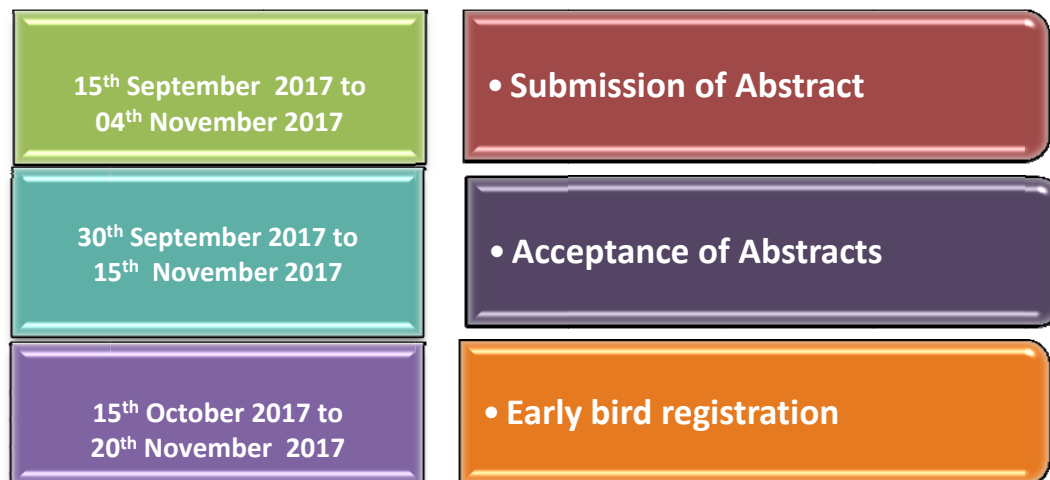 15th September 2017 to
04th November 2017
• Submission of Abstract
30th September 2017 to
15th November 2017
• Acceptance of Abstracts
15th October 2017 to
20th November 2017
• Early bird registration